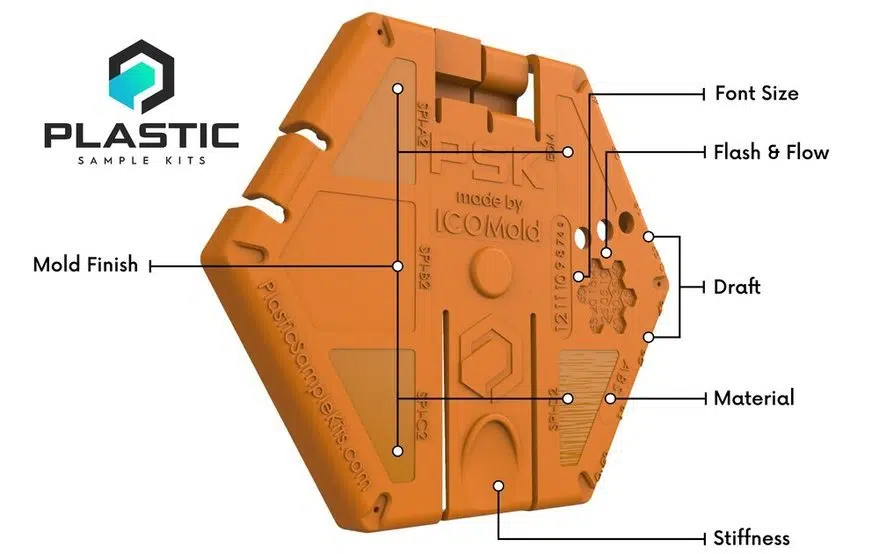 PLASTIC
SAMPLE KITS
Font Size
Flash & Flow
Mold Finish
Draft
Material
Stiffness
SPI-A2
PSK
made by
ICOMold
SPI-B2
12 11 10 9 8 7 4 6
SPI-C2
SPI-D2
PlasticSampleKits.com